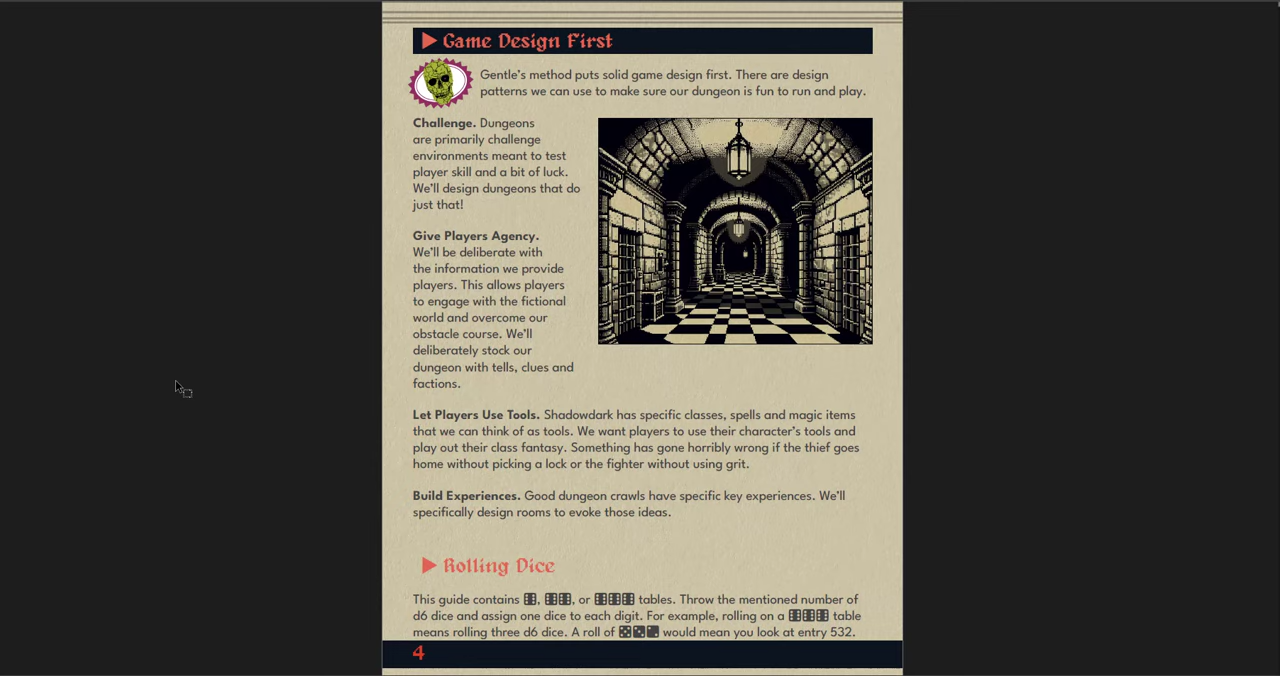 Game Design First
Gentle's method puts solid game design first. There are design
patterns we can use to make sure our dungeon is fun to run and play.
Challenge. Dungeons
are primarily challenge
environments meant to test
player skill and a bit of luck.
We'll design dungeons that do
just that!
Give Players Agency.
We'll be deliberate with
the information we provide
players. This allows players
to engage with the fictional
world and overcome our
obstacle course. We'll
deliberately stock our
dungeon with tells, clues and
factions.
Let Players Use Tools. Shadowdark has specific classes, spells and magic items
that we can think of as tools. We want players to use their character's tools and
play out their class fantasy. Something has gone horribly wrong if the thief goes
home without picking a lock or the fighter without using grit.
Build Experiences. Good dungeon crawls have specific key experiences. We'll
specifically design rooms to evoke those ideas.
Rolling Dice
This guide contains ⚅, ⚅⚅, or ⚅⚅⚅ tables. Throw the mentioned number of
d6 dice and assign one dice to each digit. For example, rolling on a ⚅⚅⚅ table
means rolling three d6 dice. A roll of ⚄⚂⚁ would mean you look at entry 532.
4